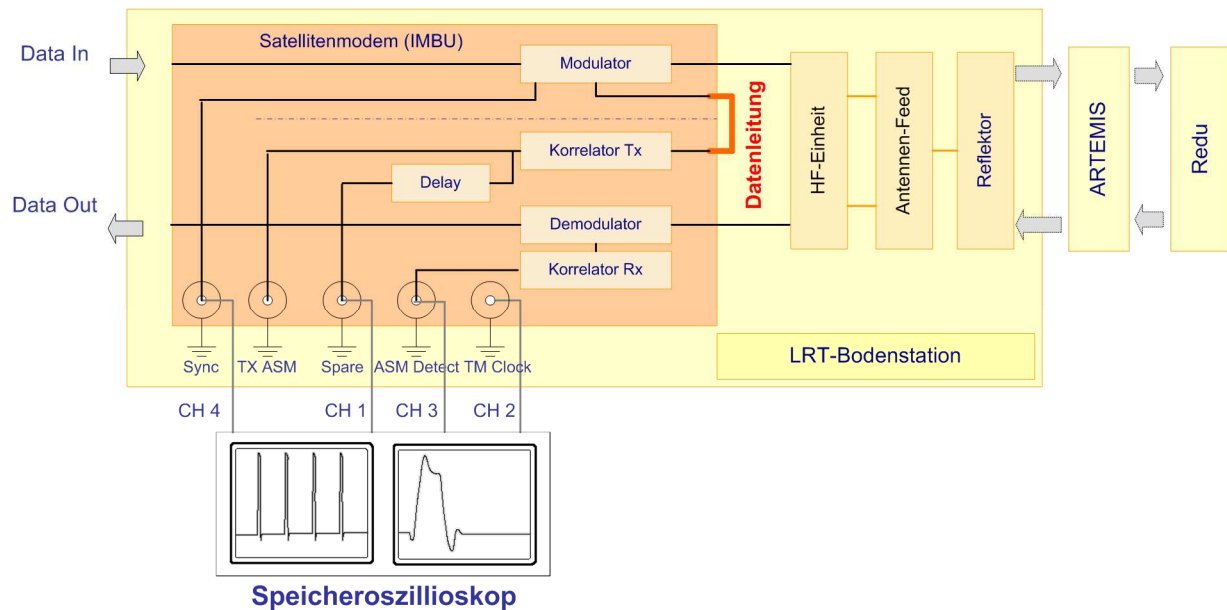 Satellitenmodem (IMBU)
Data In
Modulator
Datenleitung
HF-Einheit
Antennen-Feed
Reflektor
ARTEMIS
Redu
Korrelator Tx
Delay
Data Out
Demodulator
Korrelator Rx
Sync
TX ASM
Spare
ASM Detect
TM Clock
LRT-Bodenstation
CH 4
CH 1
CH 3
CH 2
Speicheroszillioskop